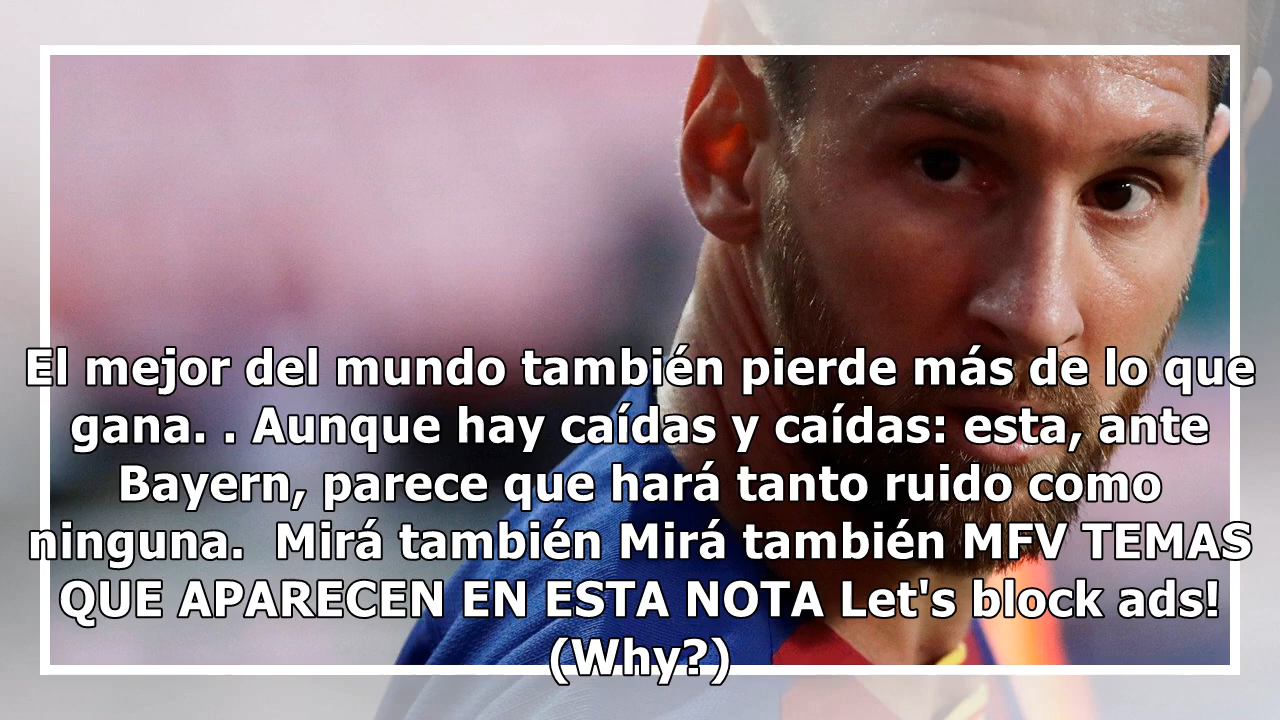 El mejor del mundo también pierde más de lo que
gana. . Aunque hay caídas y caídas: esta, ante
Bayern, parece que hará tanto ruido como
ninguna.  Mirá también Mirá también MFV TEMAS
QUE APARECEN EN ESTA NOTA Let's block ads!
(Why?)